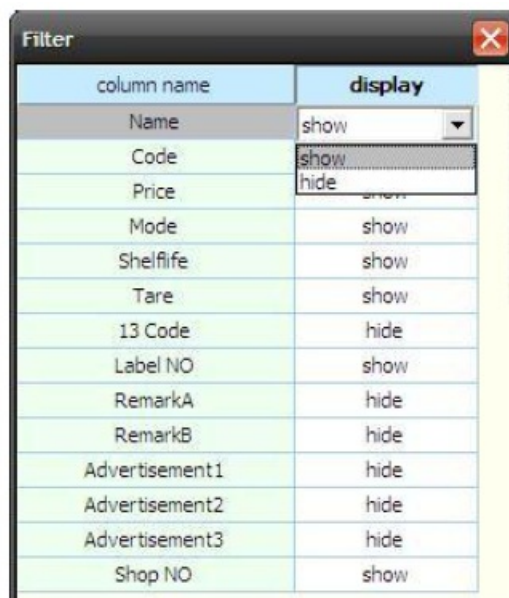 Filter
column name display
Name show
Code show
hide
Price show
Mode show
Shelflife show
Tare show
13 Code hide
Label NO show
RemarkA hide
RemarkB hide
Advertisement1 hide
Advertisement2 hide
Advertisement3 hide
Shop NO show